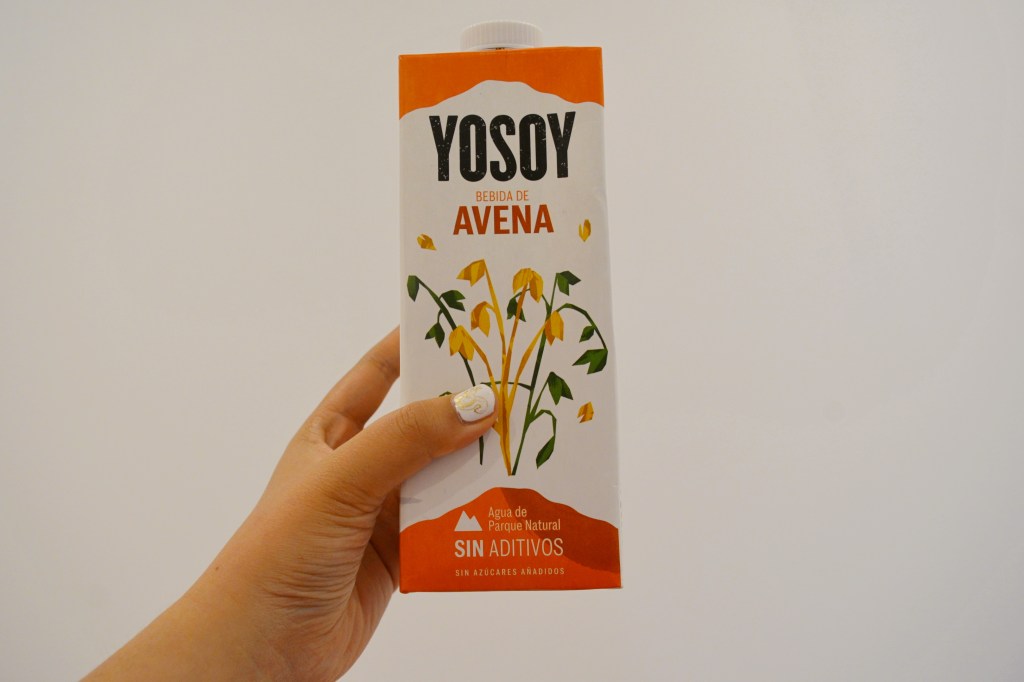 YOSOY
BEBIDA DE
AVENA
Agua de
Parque Natural
SIN ADITIVOS
SIN AZÚCARES AÑADIDOS